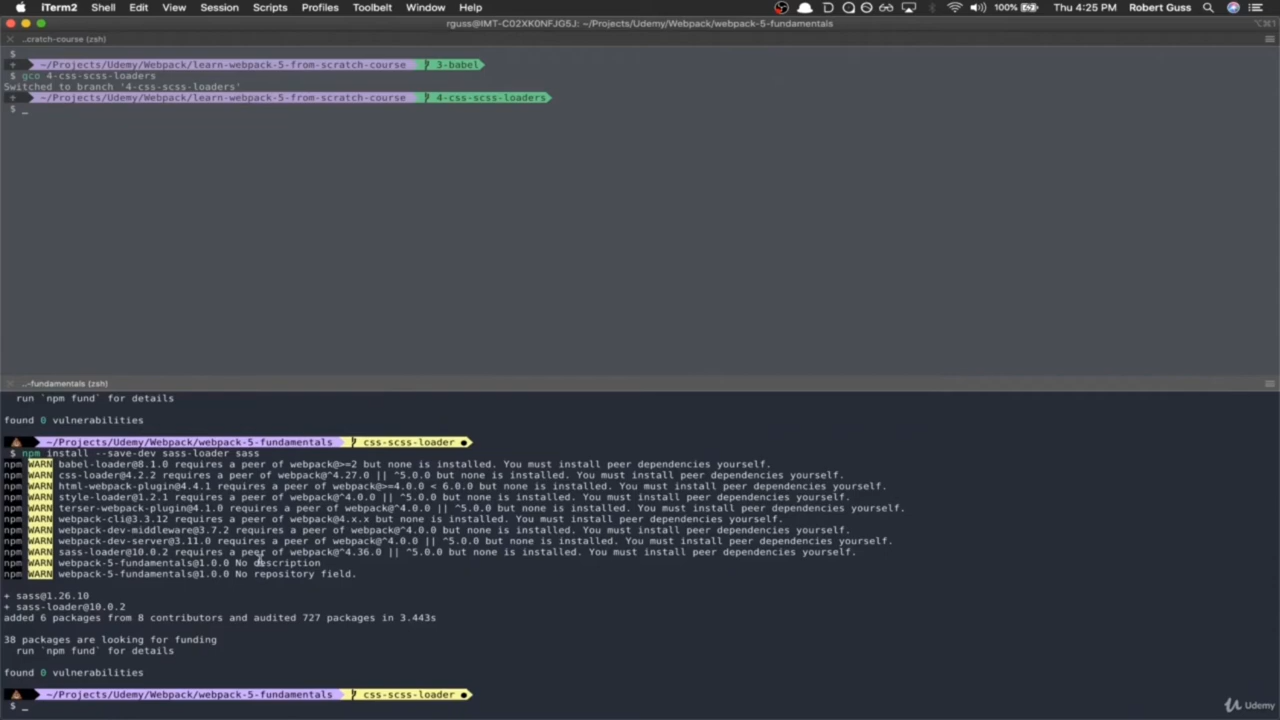 iTerm2 Shell Edit View Session Scripts Profiles Toolbelt Window Help 100% Thu 4:25 PM Robert Guss
rguss@IMT-C02XK0NFJG5J: ~/Projects/Udemy/Webpack/webpack-5-fundamentals
..cratch-course (zsh)
$
+ ~/Projects/Udemy/Webpack/learn-webpack-5-from-scratch-course 3-babel
$ gco 4-css-scss-loaders
Switched to branch '4-css-scss-loaders'
+ ~/Projects/Udemy/Webpack/learn-webpack-5-from-scratch-course 4-css-scss-loaders
$ _
..-fundamentals (zsh)
run `npm fund` for details
found 0 vulnerabilities
~/Projects/Udemy/Webpack/webpack-5-fundamentals css-scss-loader ●
$ npm install --save-dev sass-loader sass
npm WARN babel-loader@8.1.0 requires a peer of webpack@>=2 but none is installed. You must install peer dependencies yourself.
npm WARN css-loader@4.2.2 requires a peer of webpack@^4.27.0 || ^5.0.0 but none is installed. You must install peer dependencies yourself.
npm WARN html-webpack-plugin@4.4.1 requires a peer of webpack@>=4.0.0 < 6.0.0 but none is installed. You must install peer dependencies yourself.
npm WARN style-loader@1.2.1 requires a peer of webpack@^4.0.0 || ^5.0.0 but none is installed. You must install peer dependencies yourself.
npm WARN terser-webpack-plugin@4.1.0 requires a peer of webpack@^4.0.0 || ^5.0.0 but none is installed. You must install peer dependencies yourself.
npm WARN webpack-cli@3.3.12 requires a peer of webpack@4.x.x but none is installed. You must install peer dependencies yourself.
npm WARN webpack-dev-middleware@3.7.2 requires a peer of webpack@^4.0.0 || ^5.0.0 but none is installed. You must install peer dependencies yourself.
npm WARN webpack-dev-server@3.11.0 requires a peer of webpack@^4.0.0 || ^5.0.0 but none is installed. You must install peer dependencies yourself.
npm WARN sass-loader@10.0.2 requires a peer of webpack@^4.36.0 || ^5.0.0 but none is installed. You must install peer dependencies yourself.
npm WARN webpack-5-fundamentals@1.0.0 No description
npm WARN webpack-5-fundamentals@1.0.0 No repository field.
+ sass@1.26.10
+ sass-loader@10.0.2
added 6 packages from 8 contributors and audited 727 packages in 3.443s
38 packages are looking for funding
run `npm fund` for details
found 0 vulnerabilities
~/Projects/Udemy/Webpack/webpack-5-fundamentals css-scss-loader ●
$ _
Udemy